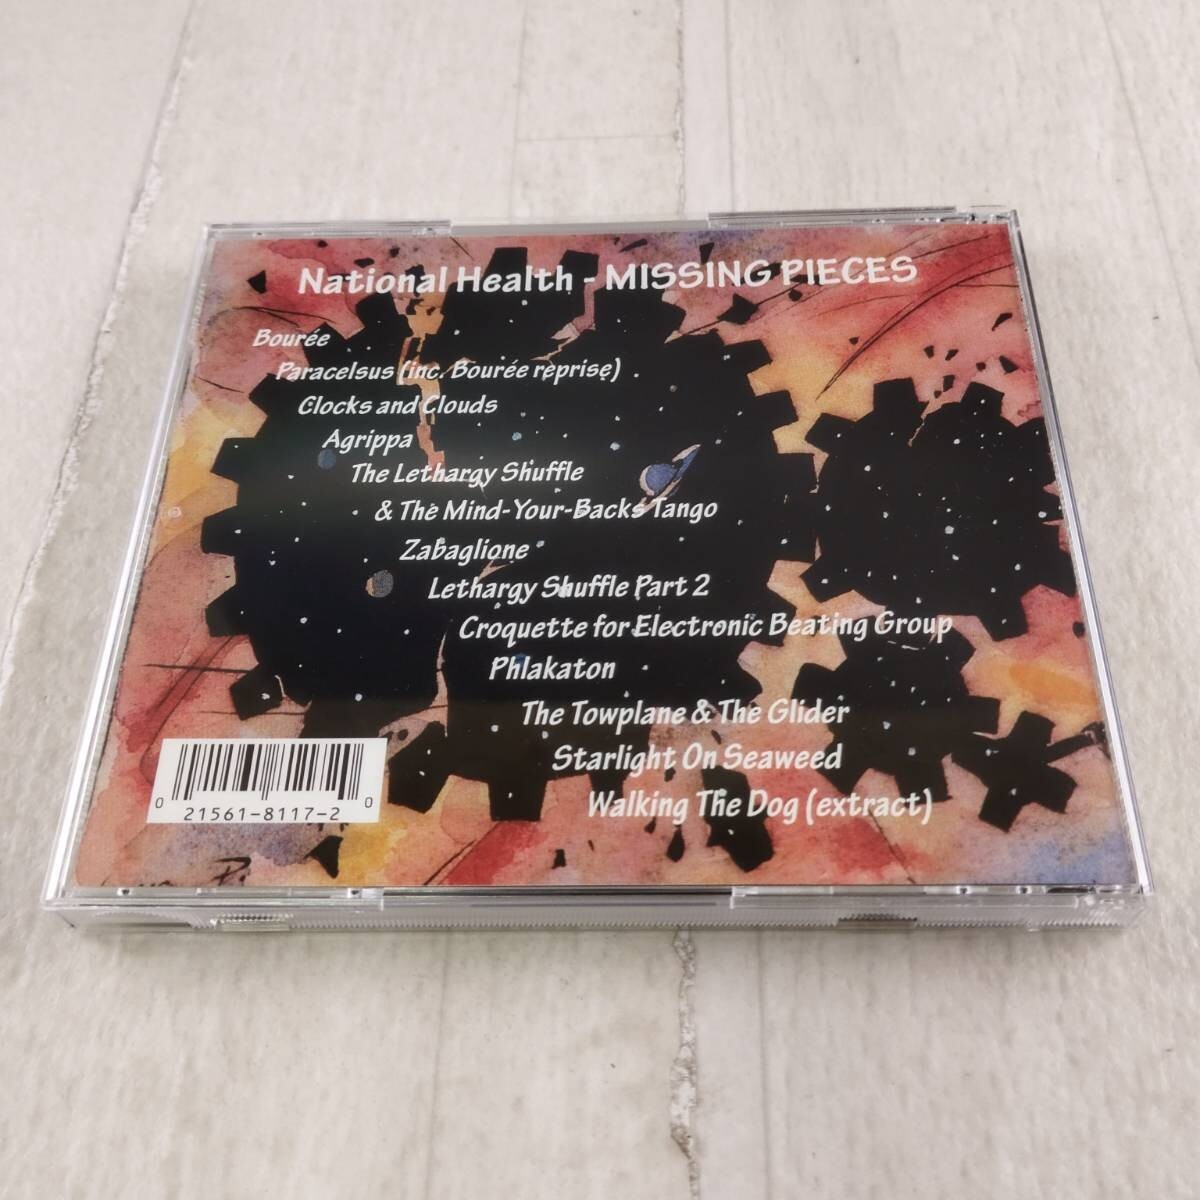 National Health - MISSING PIECES
Bourée
Paracelsus (inc. Bourée reprise)
Clocks and Clouds
Agrippa
The Lethargy Shuffle
& The Mind-Your-Backs Tango
Zabaglione
Lethargy Shuffle Part 2
Croquette for Electronic Beating Group
Phlakaton
The Towplane & The Glider
Starlight On Seaweed
Walking The Dog (extract)
0 21561-8117-2 0